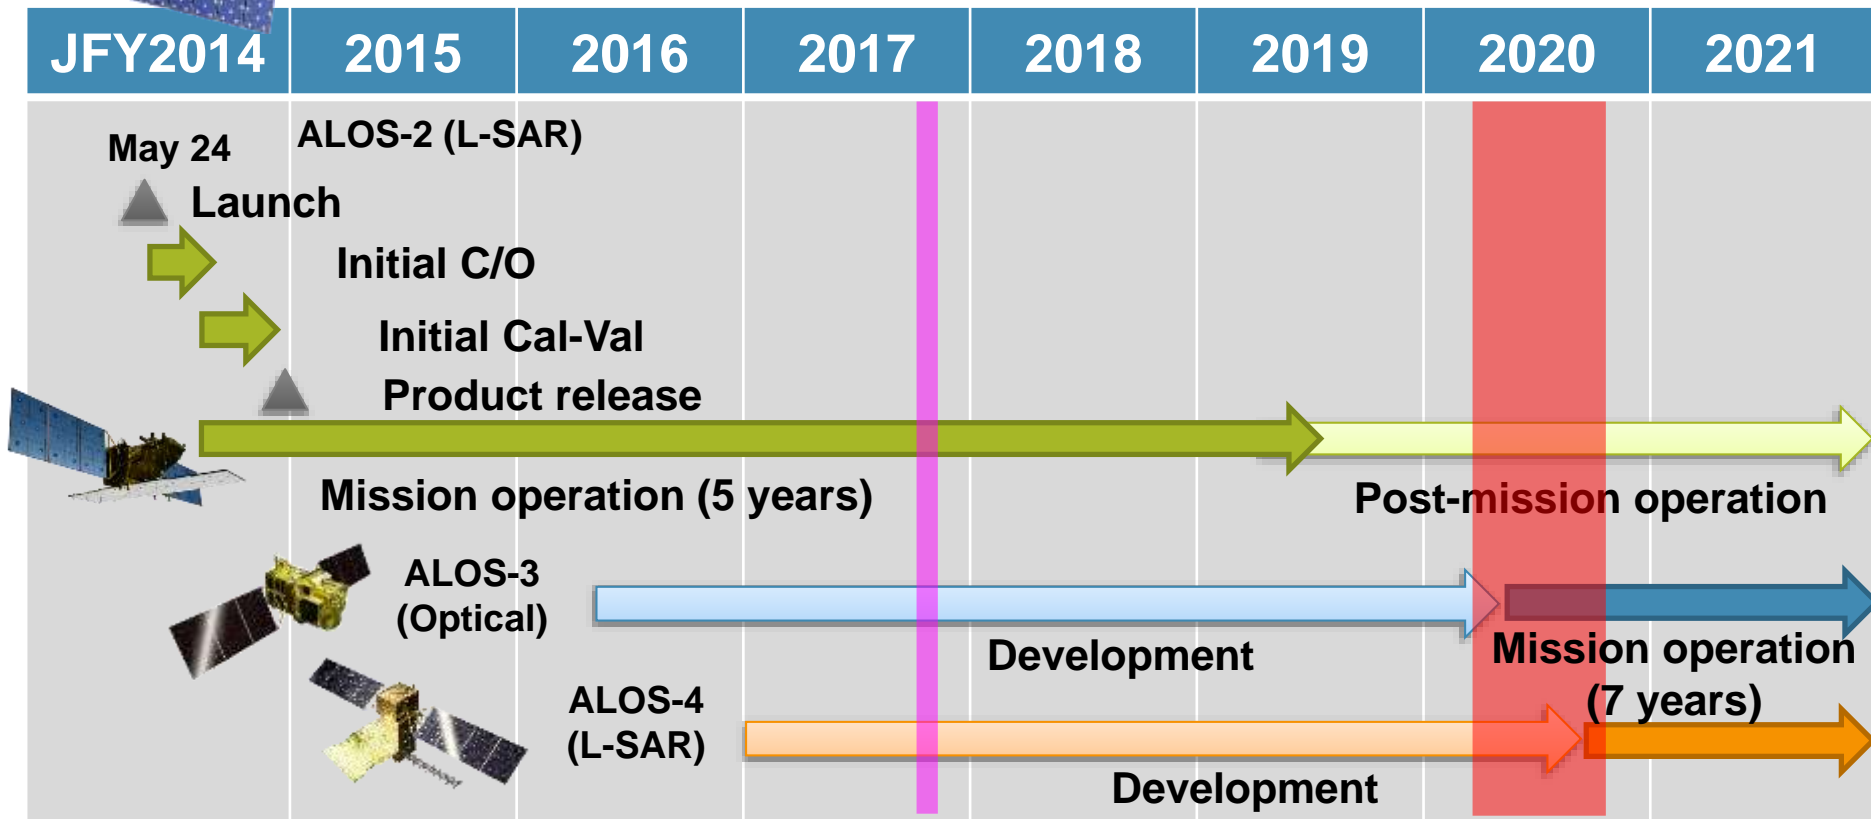 JFY2014 2015 2016 2017 2018 2019 2020 2021
May 24
ALOS-2 (L-SAR)
Launch
Initial C/O
Initial Cal-Val
Product release
Mission operation (5 years)
Post-mission operation
ALOS-3
(Optical)
Development
Mission operation
(7 years)
ALOS-4
(L-SAR)
Development